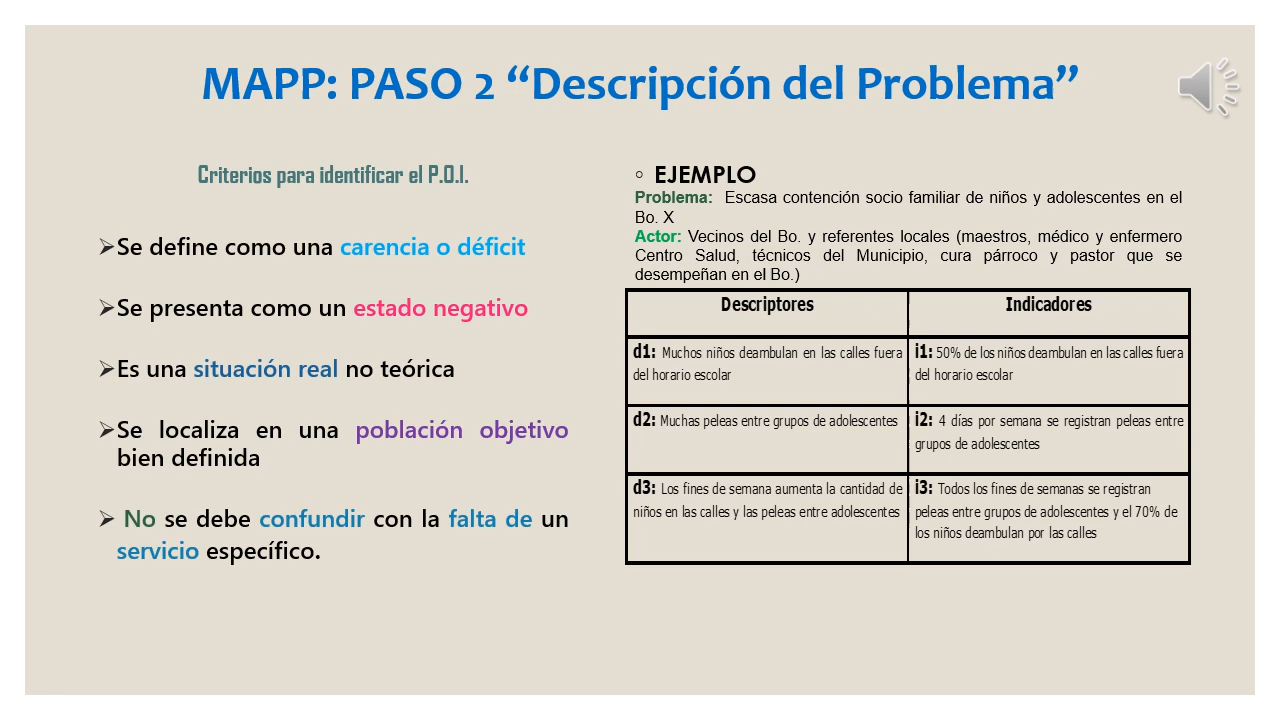 MAPP: PASO 2 “Descripción del Problema”
Criterios para identificar el P.O.I.
➢Se define como una carencia o déficit
➢Se presenta como un estado negativo
➢Es una situación real no teórica
➢Se localiza en una población objetivo
bien definida
➢ No se debe confundir con la falta de un
servicio específico.
◦ EJEMPLO
Problema: Escasa contención socio familiar de niños y adolescentes en el
Bo. X
Actor: Vecinos del Bo. y referentes locales (maestros, médico y enfermero
Centro Salud, técnicos del Municipio, cura párroco y pastor que se
desempeñan en el Bo.)
Descriptores
Indicadores
d1: Muchos niños deambulan en las calles fuera
del horario escolar
i1: 50% de los niños deambulan en las calles fuera
del horario escolar
d2: Muchas peleas entre grupos de adolescentes
i2: 4 días por semana se registran peleas entre
grupos de adolescentes
d3: Los fines de semana aumenta la cantidad de
niños en las calles y las peleas entre adolescentes
i3: Todos los fines de semanas se registran
peleas entre grupos de adolescentes y el 70% de
los niños deambulan por las calles